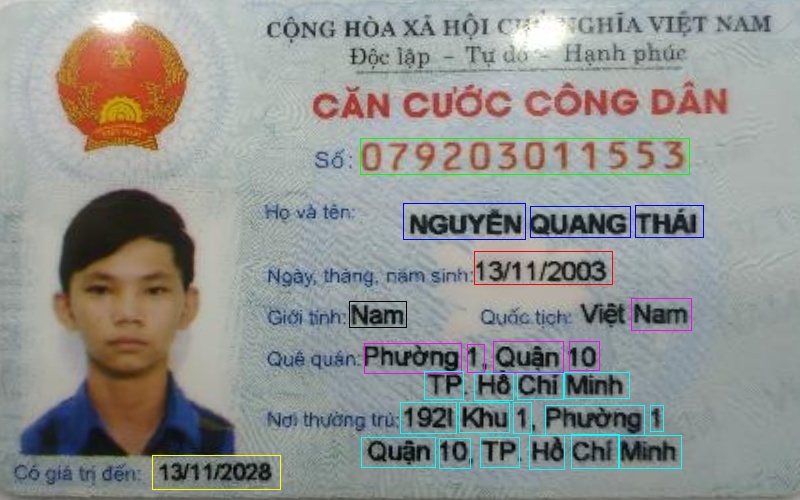 CỘNG HÒA XÃ HỘI CHỦ NGHĨA VIỆT NAM
Độc lập - Tự do - Hạnh phúc
CĂN CƯỚC CÔNG DÂN
Số: 079203011553
Họ và tên: NGUYỄN QUANG THÁI
Ngày, tháng, năm sinh: 13/11/2003
Giới tính: Nam Quốc tịch: Việt Nam
Quê quán: Phường 1, Quận 10
TP. Hồ Chí Minh
Nơi thường trú: 192I Khu 1, Phường 1
Quận 10, TP. Hồ Chí Minh
Có giá trị đến: 13/11/2028